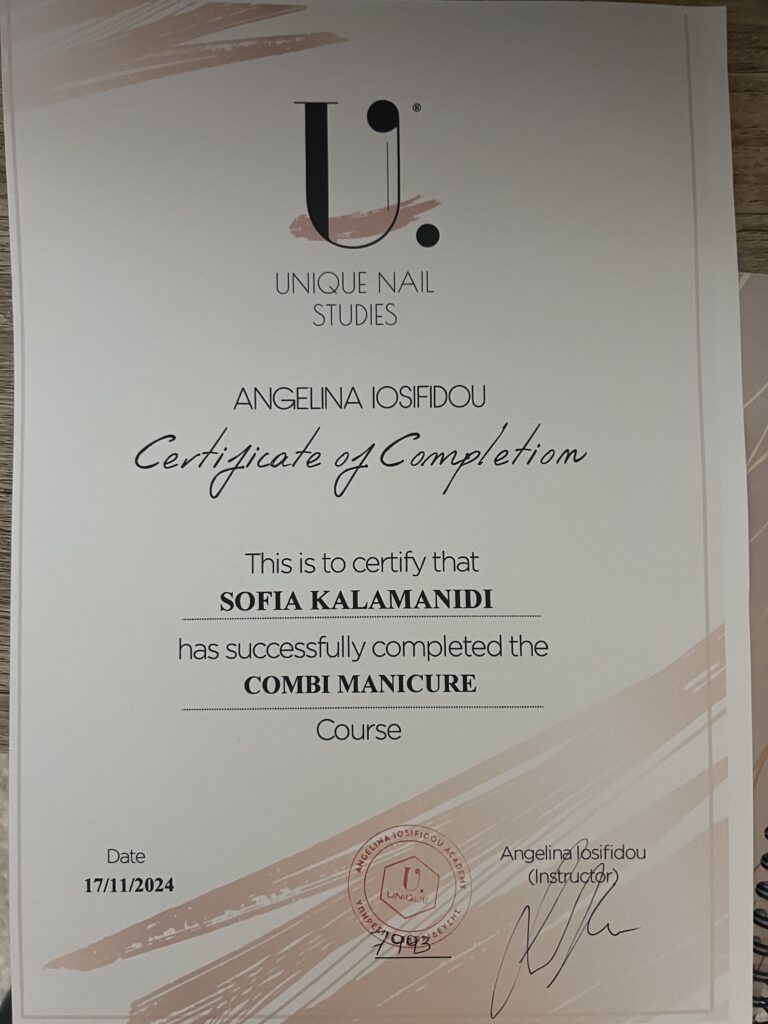 U.®
UNIQUE NAIL
STUDIES
ANGELINA IOSIFIDOU
Certificate of Completion
This is to certify that
SOFIA KALAMANIDI
has successfully completed the
COMBI MANICURE
Course
Date
17/11/2024
ANGELINA IOSIFIDOU ACADEMY
U.
UNIQUE
Angelina Iosifidou
(Instructor)